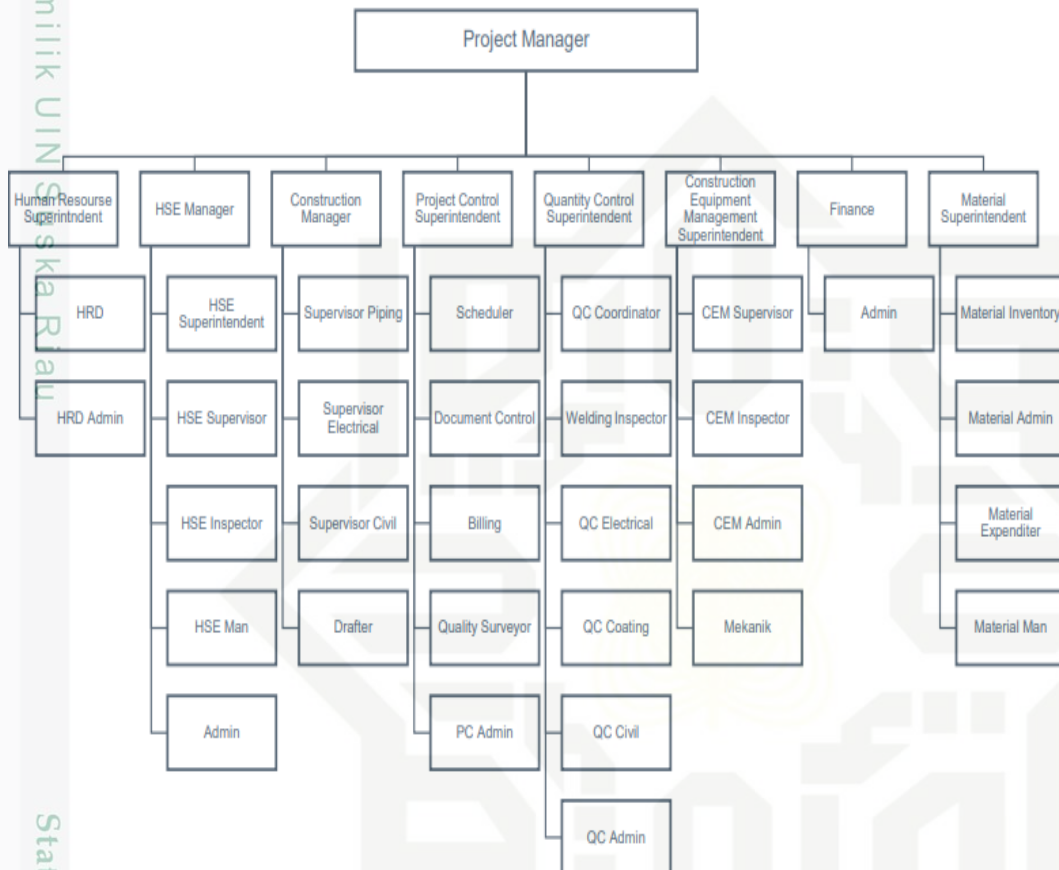 milik UIN Suska Riau
Project Manager
Human Resourse
Superintndent
HSE Manager
Construction
Manager
Project Control
Superintendent
Quantity Control
Superintendent
Construction
Equipment
Management
Superintendent
Finance
Material
Superintendent
HRD
HRD Admin
HSE
Superintendent
HSE Supervisor
HSE Inspector
HSE Man
Admin
Supervisor Piping
Supervisor
Electrical
Supervisor Civil
Drafter
Scheduler
Document Control
Billing
Quality Surveyor
PC Admin
QC Coordinator
Welding Inspector
QC Electrical
QC Coating
QC Civil
QC Admin
CEM Supervisor
CEM Inspector
CEM Admin
Mekanik
Admin
Material Inventory
Material Admin
Material
Expenditer
Material Man